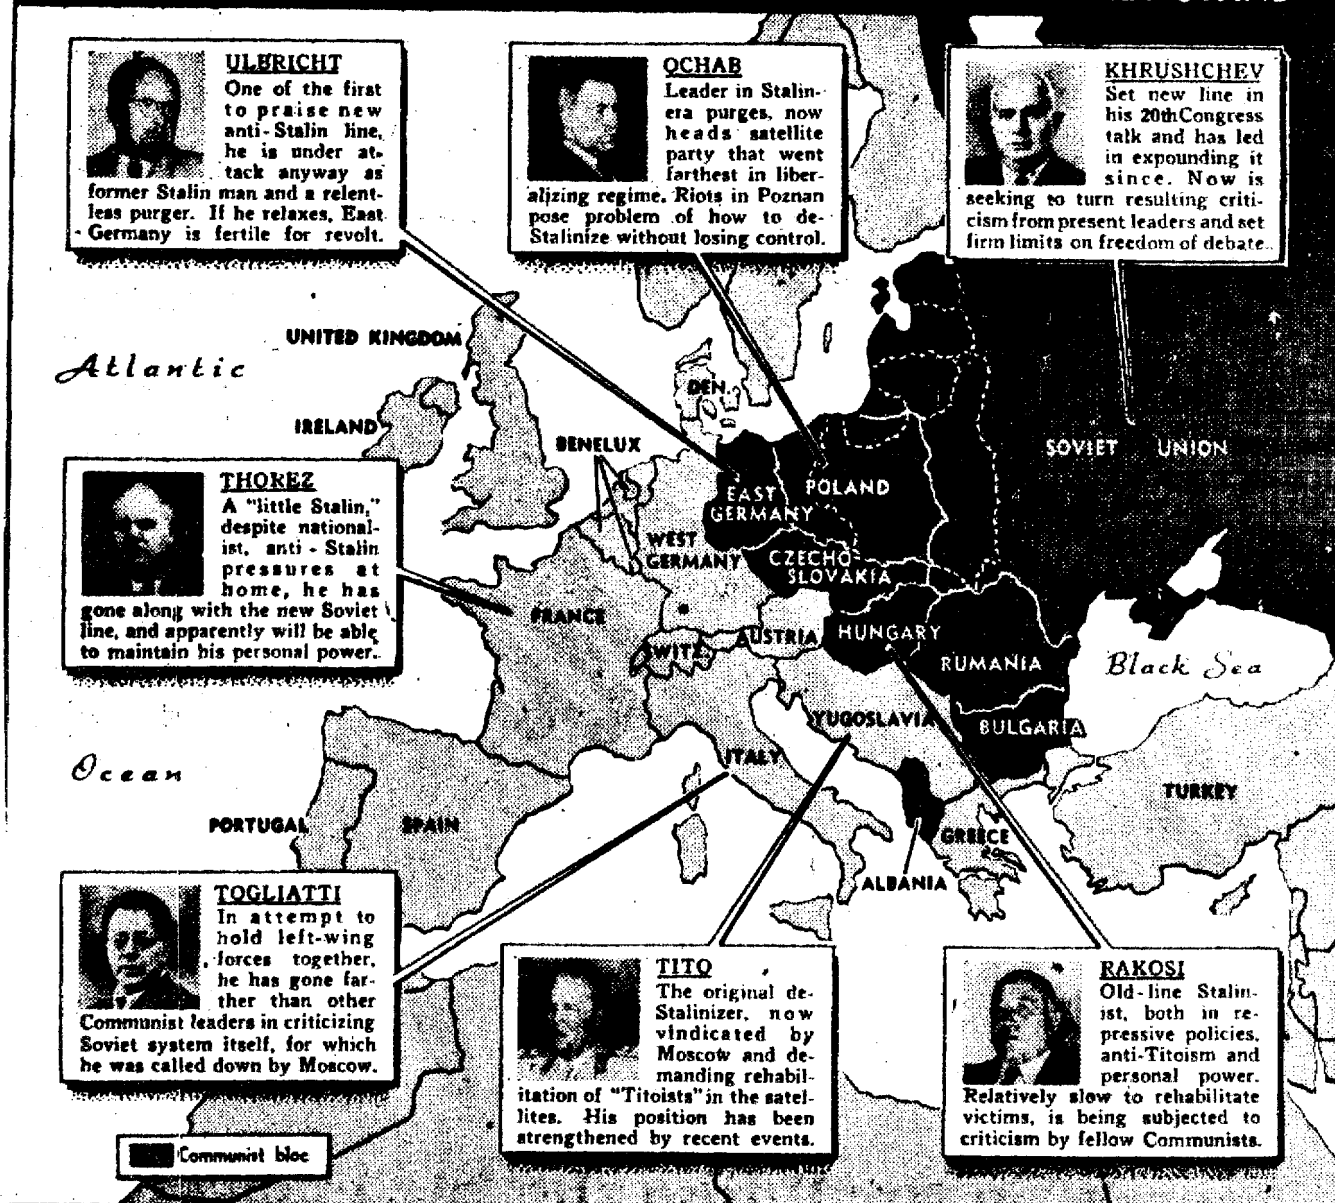 ULBRICHT
One of the first
to praise new
anti-Stalin line,
he is under at-
tack anyway as
former Stalin man and a relent-
less purger. If he relaxes, East
Germany is fertile for revolt.
OCHAB
Leader in Stalin-
era purges, now
heads satellite
party that went
farthest in liber-
alizing regime. Riots in Poznan
pose problem of how to de-
Stalinize without losing control.
KHRUSHCHEV
Set new line in
his 20th Congress
talk and has led
in expounding it
since. Now is
seeking to turn resulting criti-
cism from present leaders and set
firm limits on freedom of debate.
UNITED KINGDOM
Atlantic
DEN.
IRELAND
BENELUX
SOVIET UNION
THOREZ
A "little Stalin,"
despite national-
ist, anti-Stalin
pressures at
home, he has
gone along with the new Soviet
line, and apparently will be able
to maintain his personal power.
EAST
GERMANY
POLAND
WEST
GERMANY
CZECHO-
SLOVAKIA
FRANCE
SWITZ.
AUSTRIA
HUNGARY
RUMANIA
Black Sea
YUGOSLAVIA
BULGARIA
Ocean
ITALY
TURKEY
PORTUGAL
SPAIN
GREECE
ALBANIA
TOGLIATTI
In attempt to
hold left-wing
forces together,
he has gone far-
ther than other
Communist leaders in criticizing
Soviet system itself, for which
he was called down by Moscow.
TITO
The original de-
Stalinizer, now
vindicated by
Moscow and de-
manding rehabil-
itation of "Titoists" in the satel-
lites. His position has been
strengthened by recent events.
RAKOSI
Old-line Stalin-
ist, both in re-
pressive policies,
anti-Titoism and
personal power.
Relatively slow to rehabilitate
victims, is being subjected to
criticism by fellow Communists.
Communist bloc